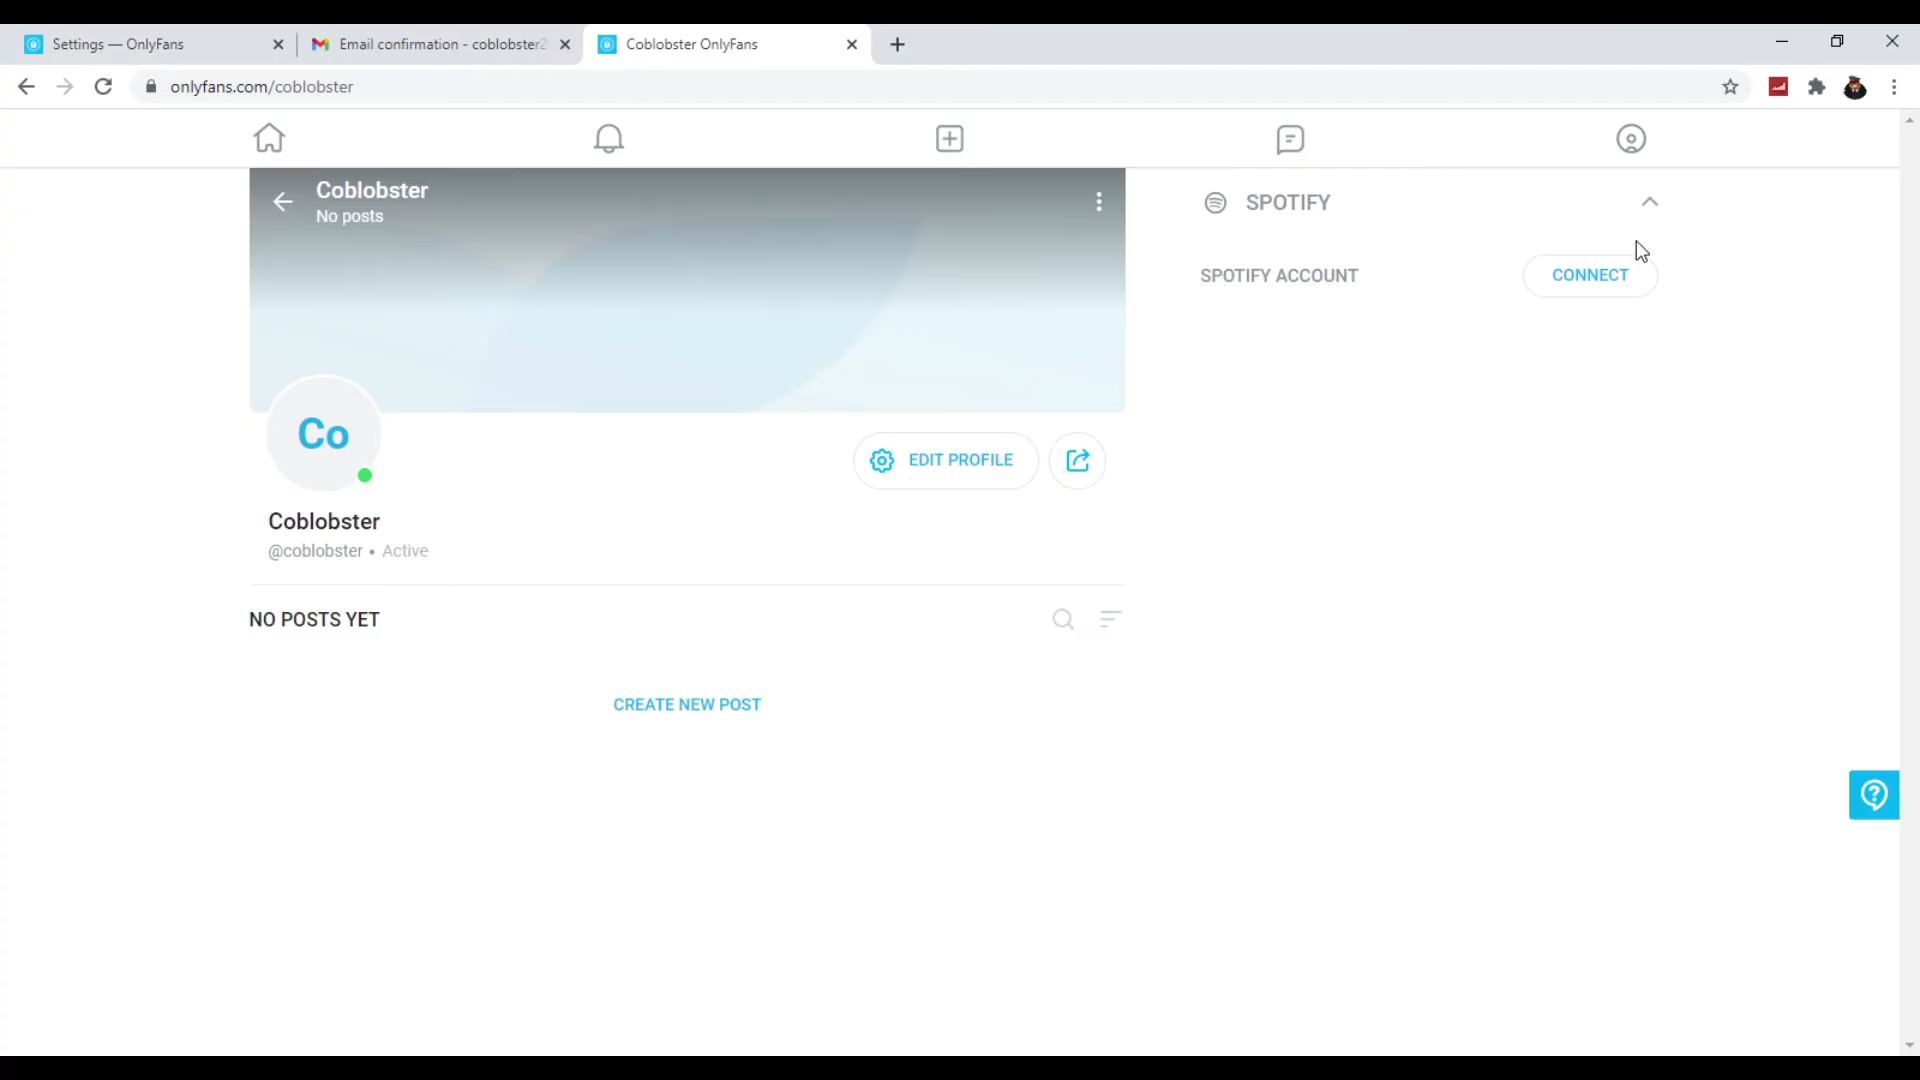 Settings — OnlyFans
Email confirmation - coblobster2
Coblobster OnlyFans
onlyfans.com/coblobster
Coblobster
No posts
SPOTIFY
SPOTIFY ACCOUNT
CONNECT
Co
EDIT PROFILE
Coblobster
@coblobster • Active
NO POSTS YET
CREATE NEW POST